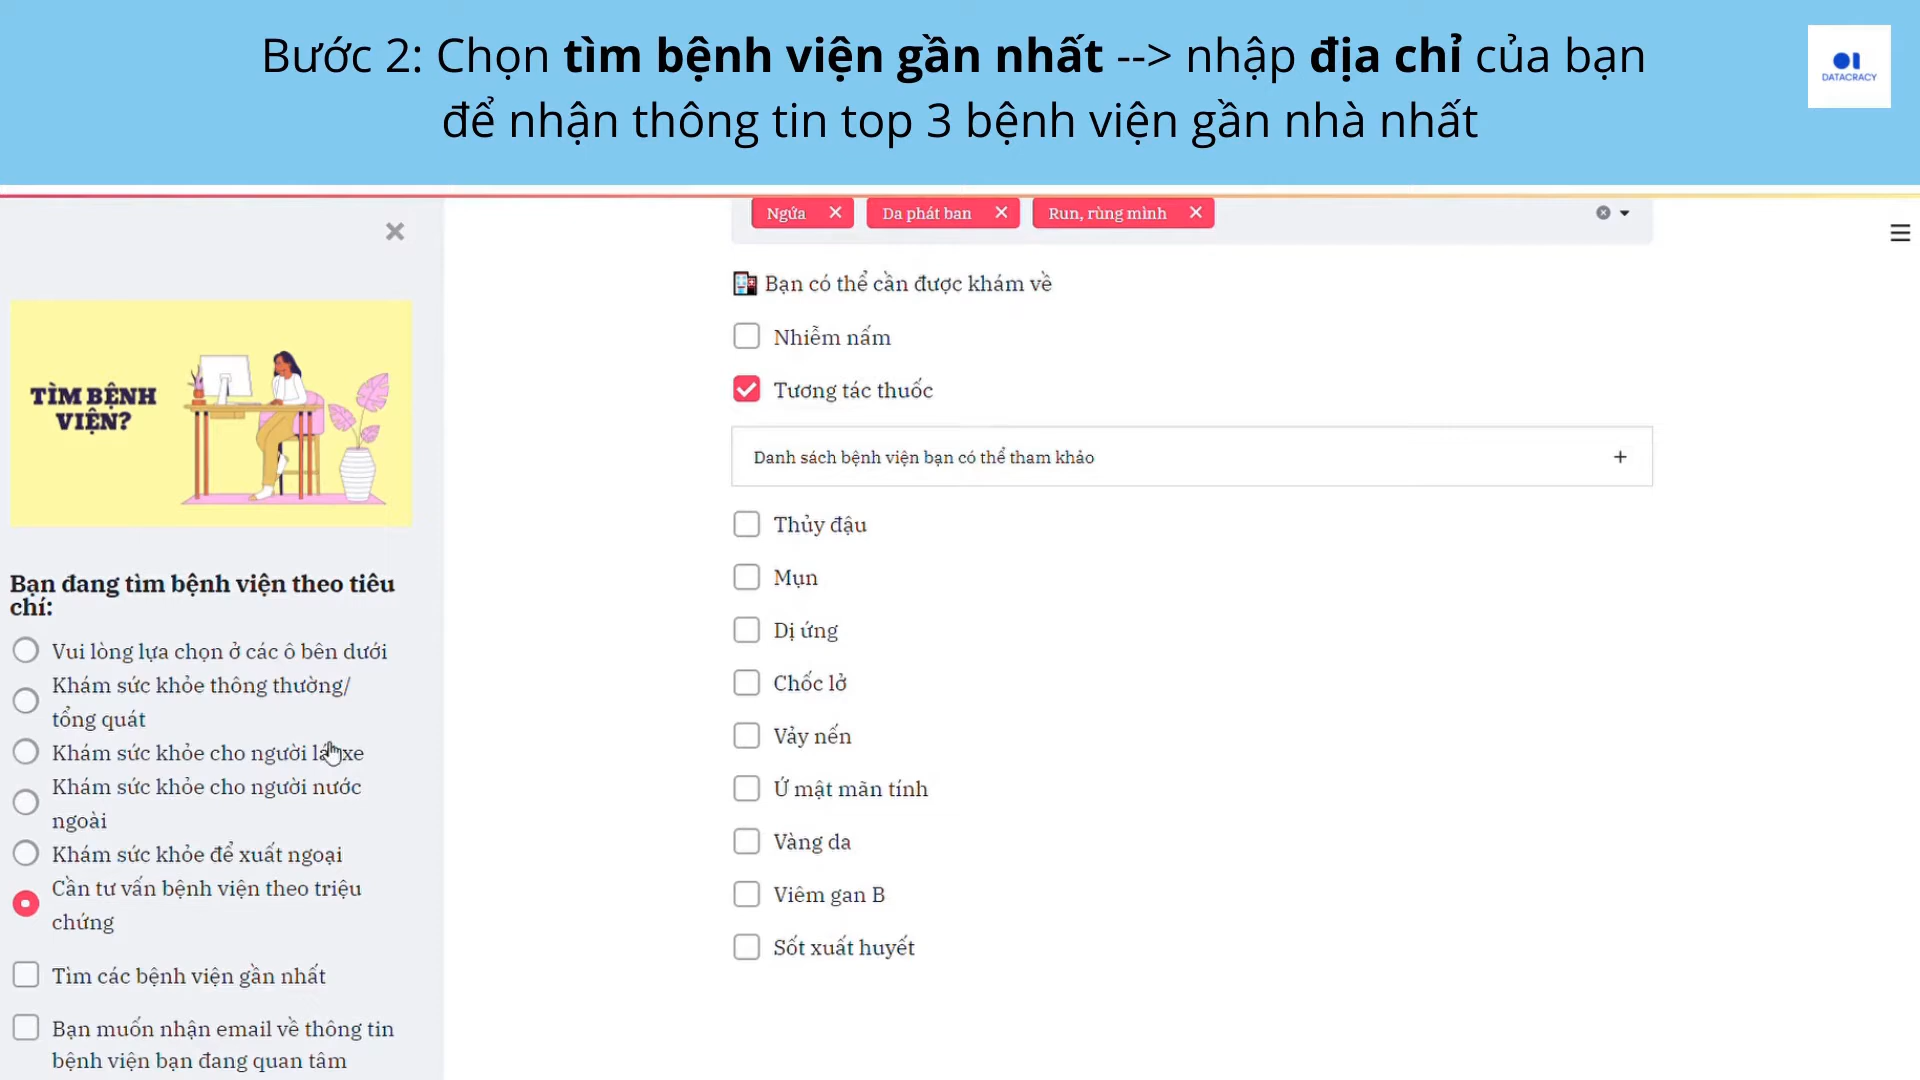 Bước 2: Chọn tìm bệnh viện gần nhất --> nhập địa chỉ của bạn
để nhận thông tin top 3 bệnh viện gần nhà nhất
DATACRACY
TÌM BỆNH
VIỆN?
Bạn đang tìm bệnh viện theo tiêu
chí:
Vui lòng lựa chọn ở các ô bên dưới
Khám sức khỏe thông thường/
tổng quát
Khám sức khỏe cho người lái xe
Khám sức khỏe cho người nước
ngoài
Khám sức khỏe để xuất ngoại
Cần tư vấn bệnh viện theo triệu
chứng
Tìm các bệnh viện gần nhất
Bạn muốn nhận email về thông tin
bệnh viện bạn đang quan tâm
Ngứa
Da phát ban
Run, rùng mình
Bạn có thể cần được khám về
Nhiễm nấm
Tương tác thuốc
Danh sách bệnh viện bạn có thể tham khảo
Thủy đậu
Mụn
Dị ứng
Chốc lở
Vảy nến
Ứ mật mãn tính
Vàng da
Viêm gan B
Sốt xuất huyết